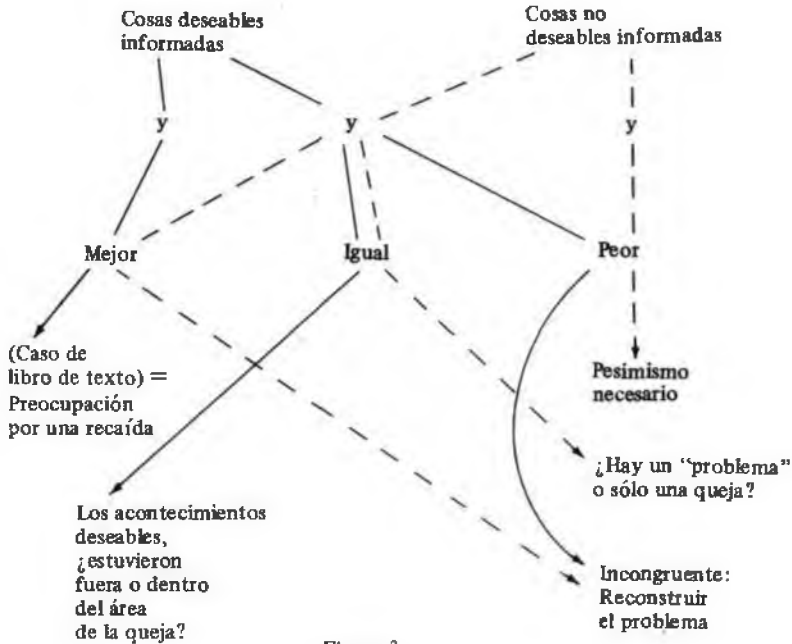 Cosas deseables
informadas
Cosas no
deseables informadas
y
y
y
Mejor
Igual
Peor
(Caso de
libro de texto) =
Preocupación
por una recaída
Pesimismo
necesario
¿Hay un “problema”
o sólo una queja?
Los acontecimientos
deseables,
¿estuvieron
fuera o dentro
del área
de la queja?
Incongruente:
Reconstruir
el problema